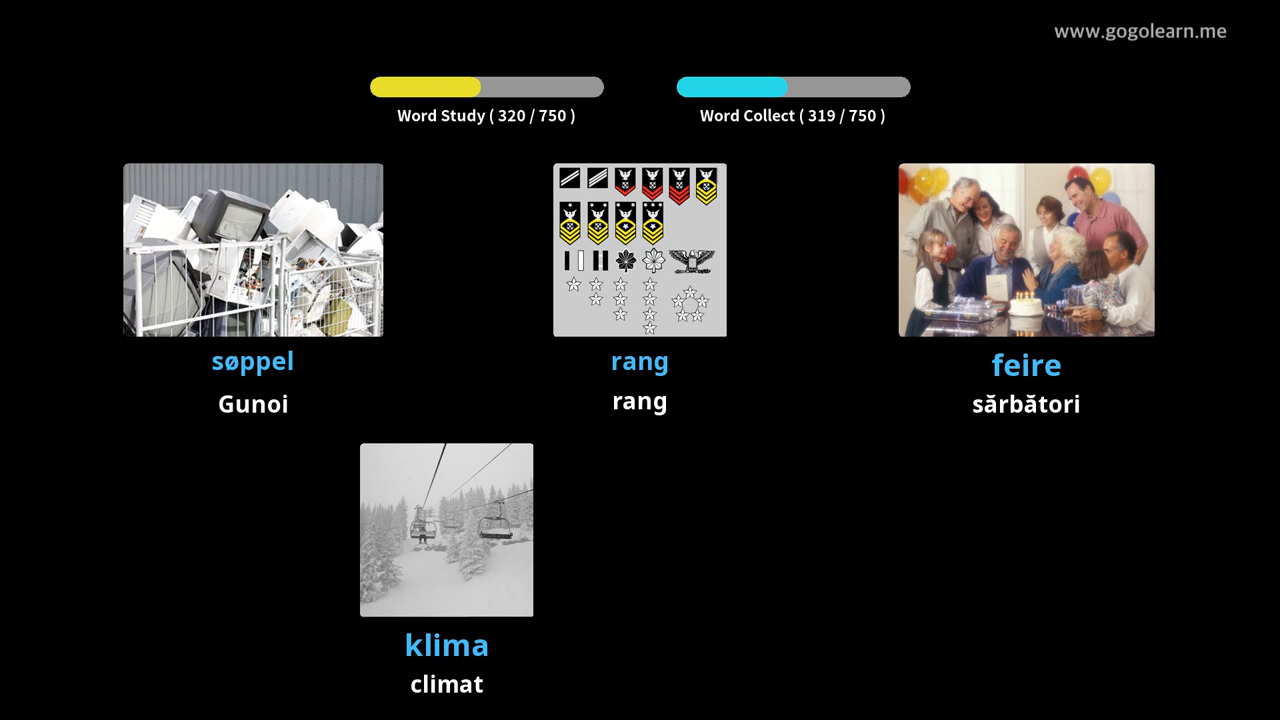 www.gogolearn.me
Word Study ( 320 / 750 )
Word Collect ( 319 / 750 )
søppel
rang
feire
Gunoi
rang
sărbători
klima
climat